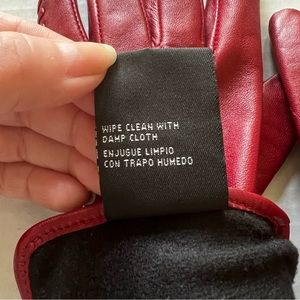 WIPE CLEAN WITH
DAMP CLOTH
ENJUGUE LIMPIO
CON TRAPO HUMEDO